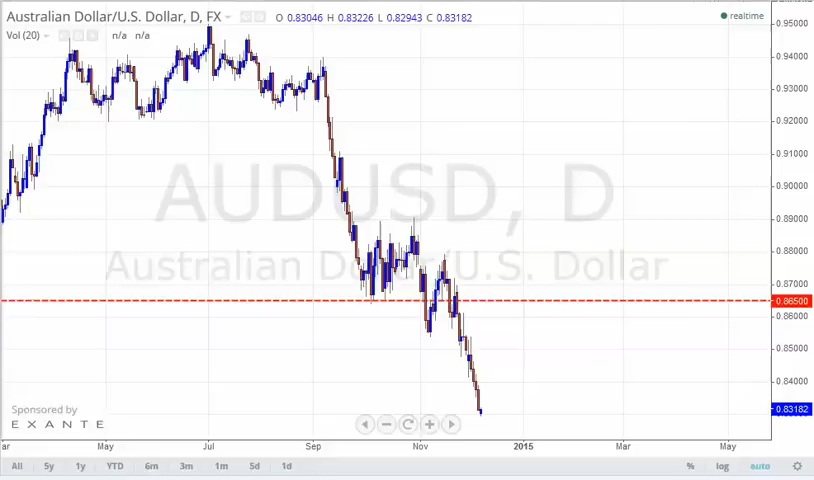 Australian Dollar/U.S. Dollar, D, FX O 0.83046 H 0.83226 L 0.82943 C 0.83182 realtime
Vol (20) n/a n/a
0.95000
0.94000
0.93000
0.92000
0.91000
0.90000
AUDUSD, D
0.89000
0.88000
Australian Dollar/U.S. Dollar
0.87000
0.86500
0.86000
0.85000
0.84000
0.83182
Sponsored by
EXANTE
ar May Jul Sep Nov 2015 Mar May
All 5y 1y YTD 6m 3m 1m 5d 1d % log auto